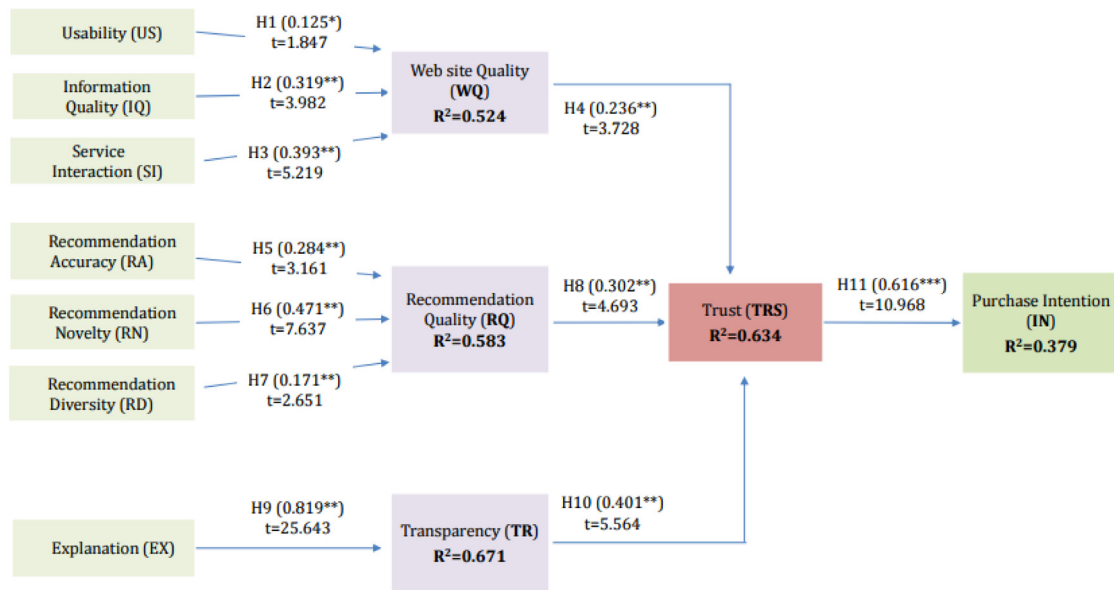 Usability (US)
H1 (0.125*)
t=1.847
Information
Quality (IQ)
H2 (0.319**)
t=3.982
Service
Interaction (SI)
H3 (0.393**)
t=5.219
Web site Quality
(WQ)
R²=0.524
H4 (0.236**)
t=3.728
Recommendation
Accuracy (RA)
H5 (0.284**)
t=3.161
Recommendation
Novelty (RN)
H6 (0.471**)
t=7.637
Recommendation
Diversity (RD)
H7 (0.171**)
t=2.651
Recommendation
Quality (RQ)
R²=0.583
H8 (0.302**)
t=4.693
Trust (TRS)
R²=0.634
H11 (0.616***)
t=10.968
Purchase Intention
(IN)
R²=0.379
Explanation (EX)
H9 (0.819**)
t=25.643
Transparency (TR)
R²=0.671
H10 (0.401**)
t=5.564